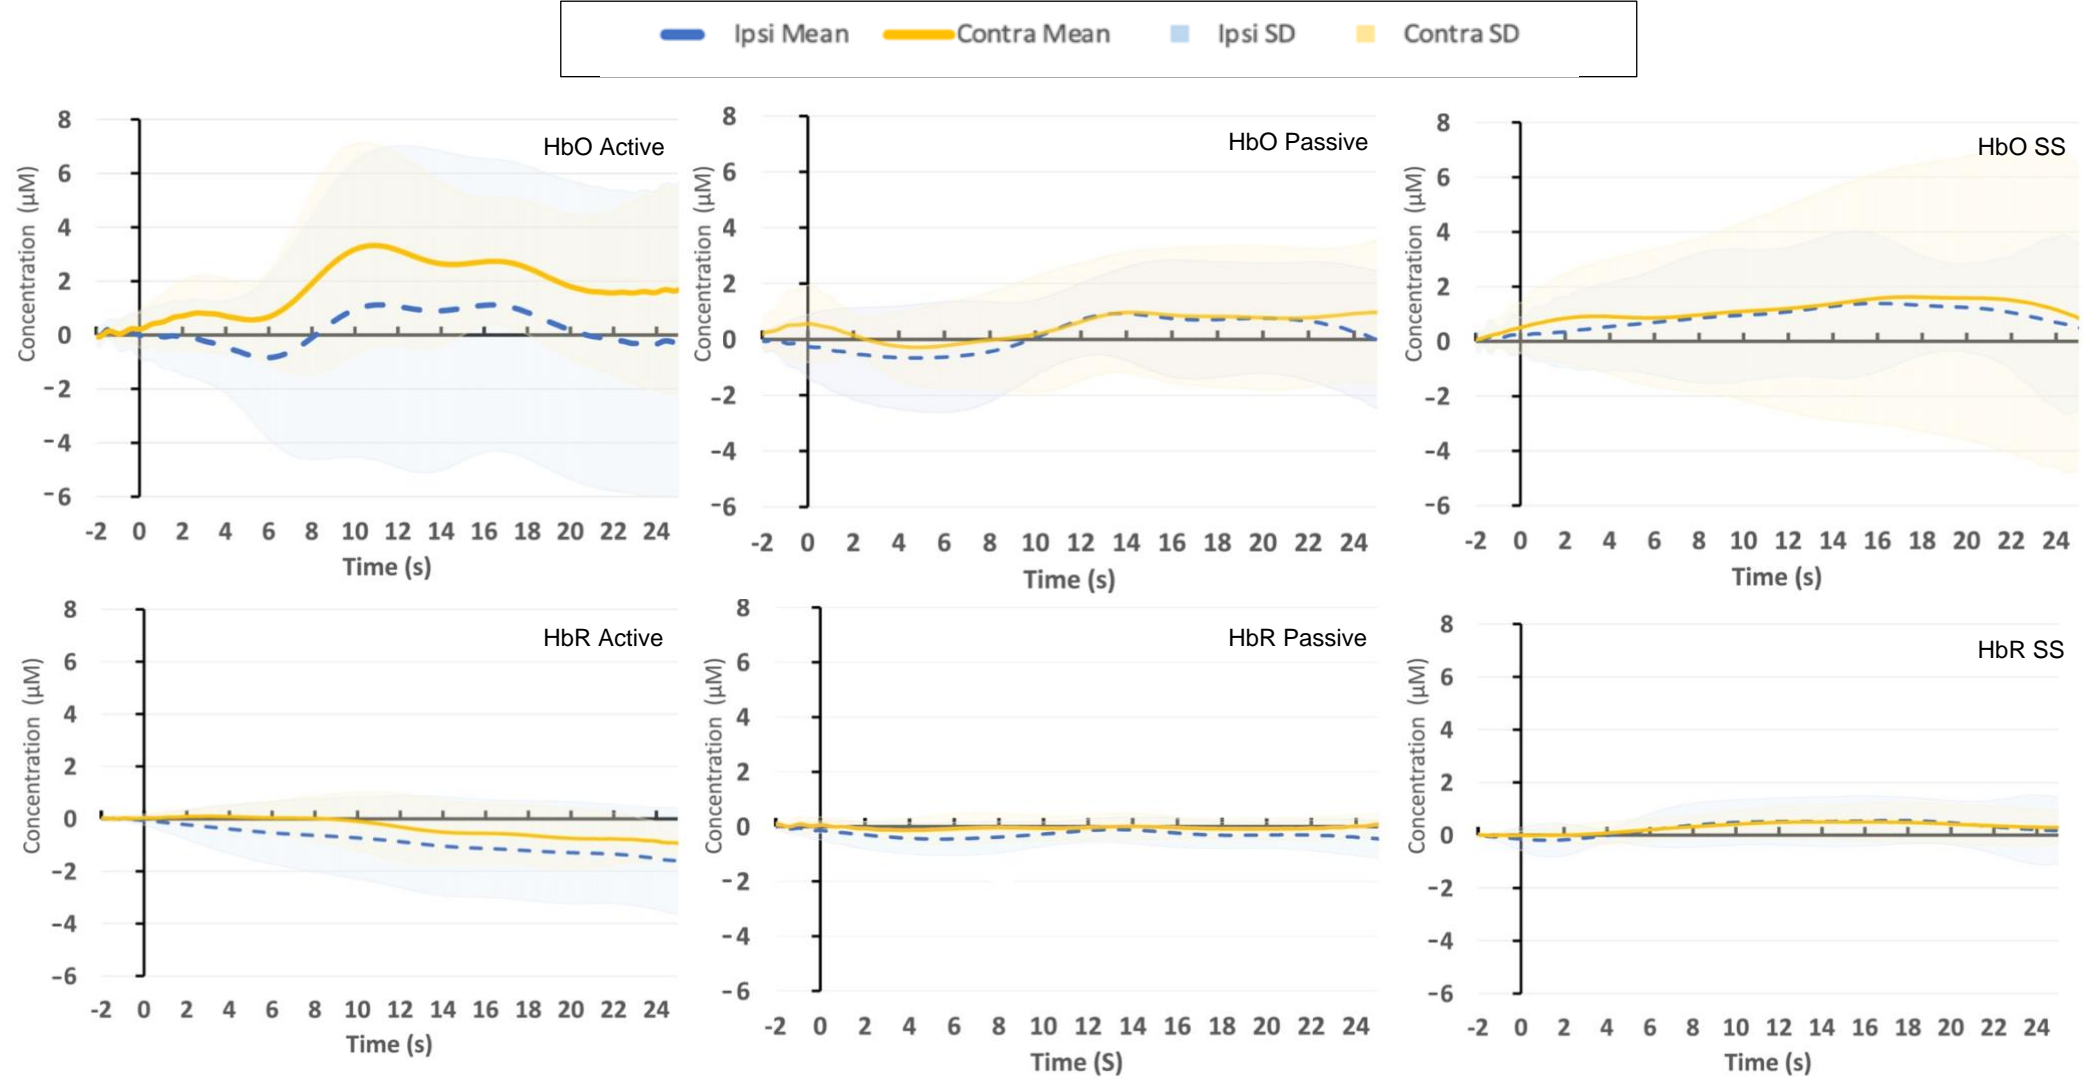 Ipsi Mean Contra Mean Ipsi SD Contra SD
HbO Active
Concentration (μM)
8
6
4
2
0
−2
−4
−6
-2 0 2 4 6 8 10 12 14 16 18 20 22 24
Time (s)
HbO Passive
Concentration (μM)
8
6
4
2
0
−2
−4
−6
-2 0 2 4 6 8 10 12 14 16 18 20 22 24
Time (s)
HbO SS
Concentration (μM)
8
6
4
2
0
−2
−4
−6
-2 0 2 4 6 8 10 12 14 16 18 20 22 24
Time (s)
HbR Active
Concentration (μM)
8
6
4
2
0
−2
−4
−6
-2 0 2 4 6 8 10 12 14 16 18 20 22 24
Time (s)
HbR Passive
Concentration (μM)
8
6
4
2
0
−2
−4
−6
-2 0 2 4 6 8 10 12 14 16 18 20 22 24
Time (S)
HbR SS
Concentration (μM)
8
6
4
2
0
−2
−4
−6
-2 0 2 4 6 8 10 12 14 16 18 20 22 24
Time (s)